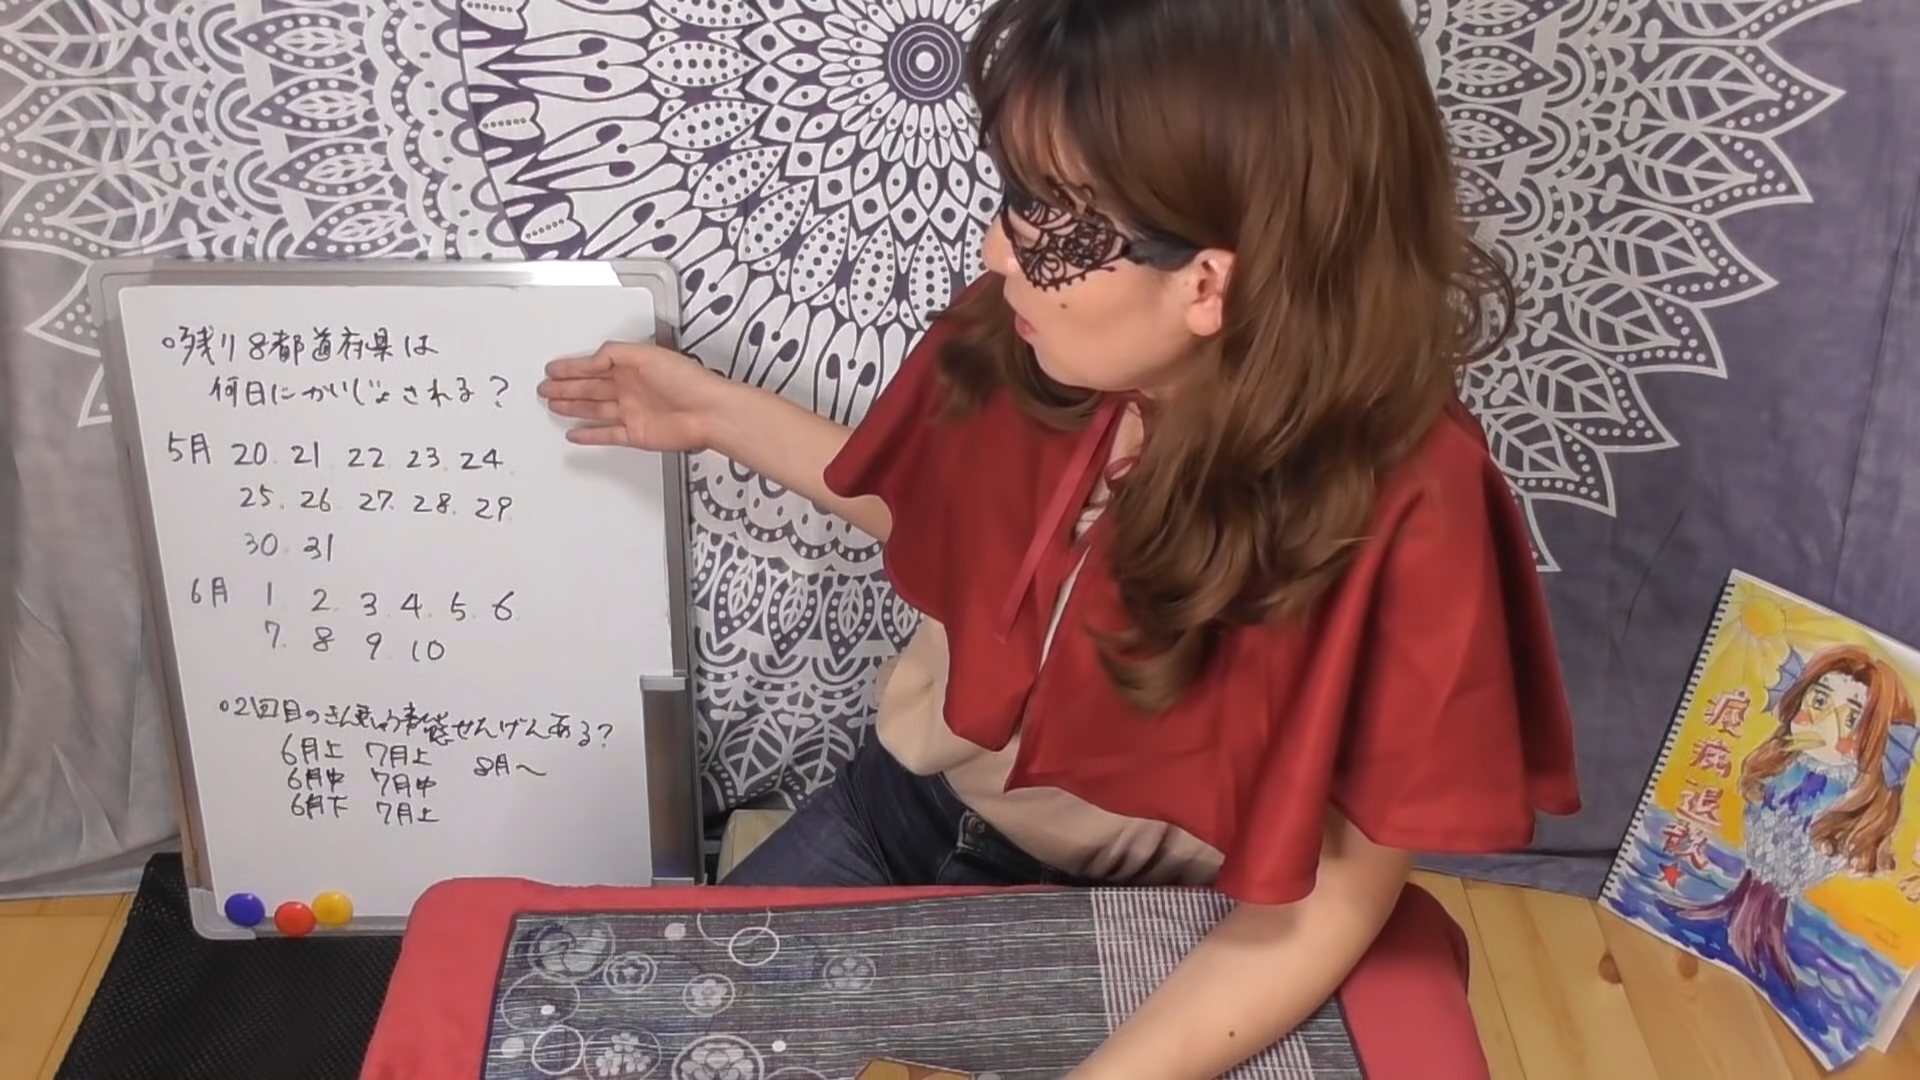 ○残り8都道府県は
何日にかいじょされる？
5月 20. 21. 22. 23. 24.
25. 26. 27. 28. 29.
30. 31
6月 1 2. 3. 4. 5. 6.
7. 8. 9. 10
○2回目のきんきゅう事態せんげんある？
6月上 7月上
6月中 7月中 8月〜
6月下 7月上
疫病退散